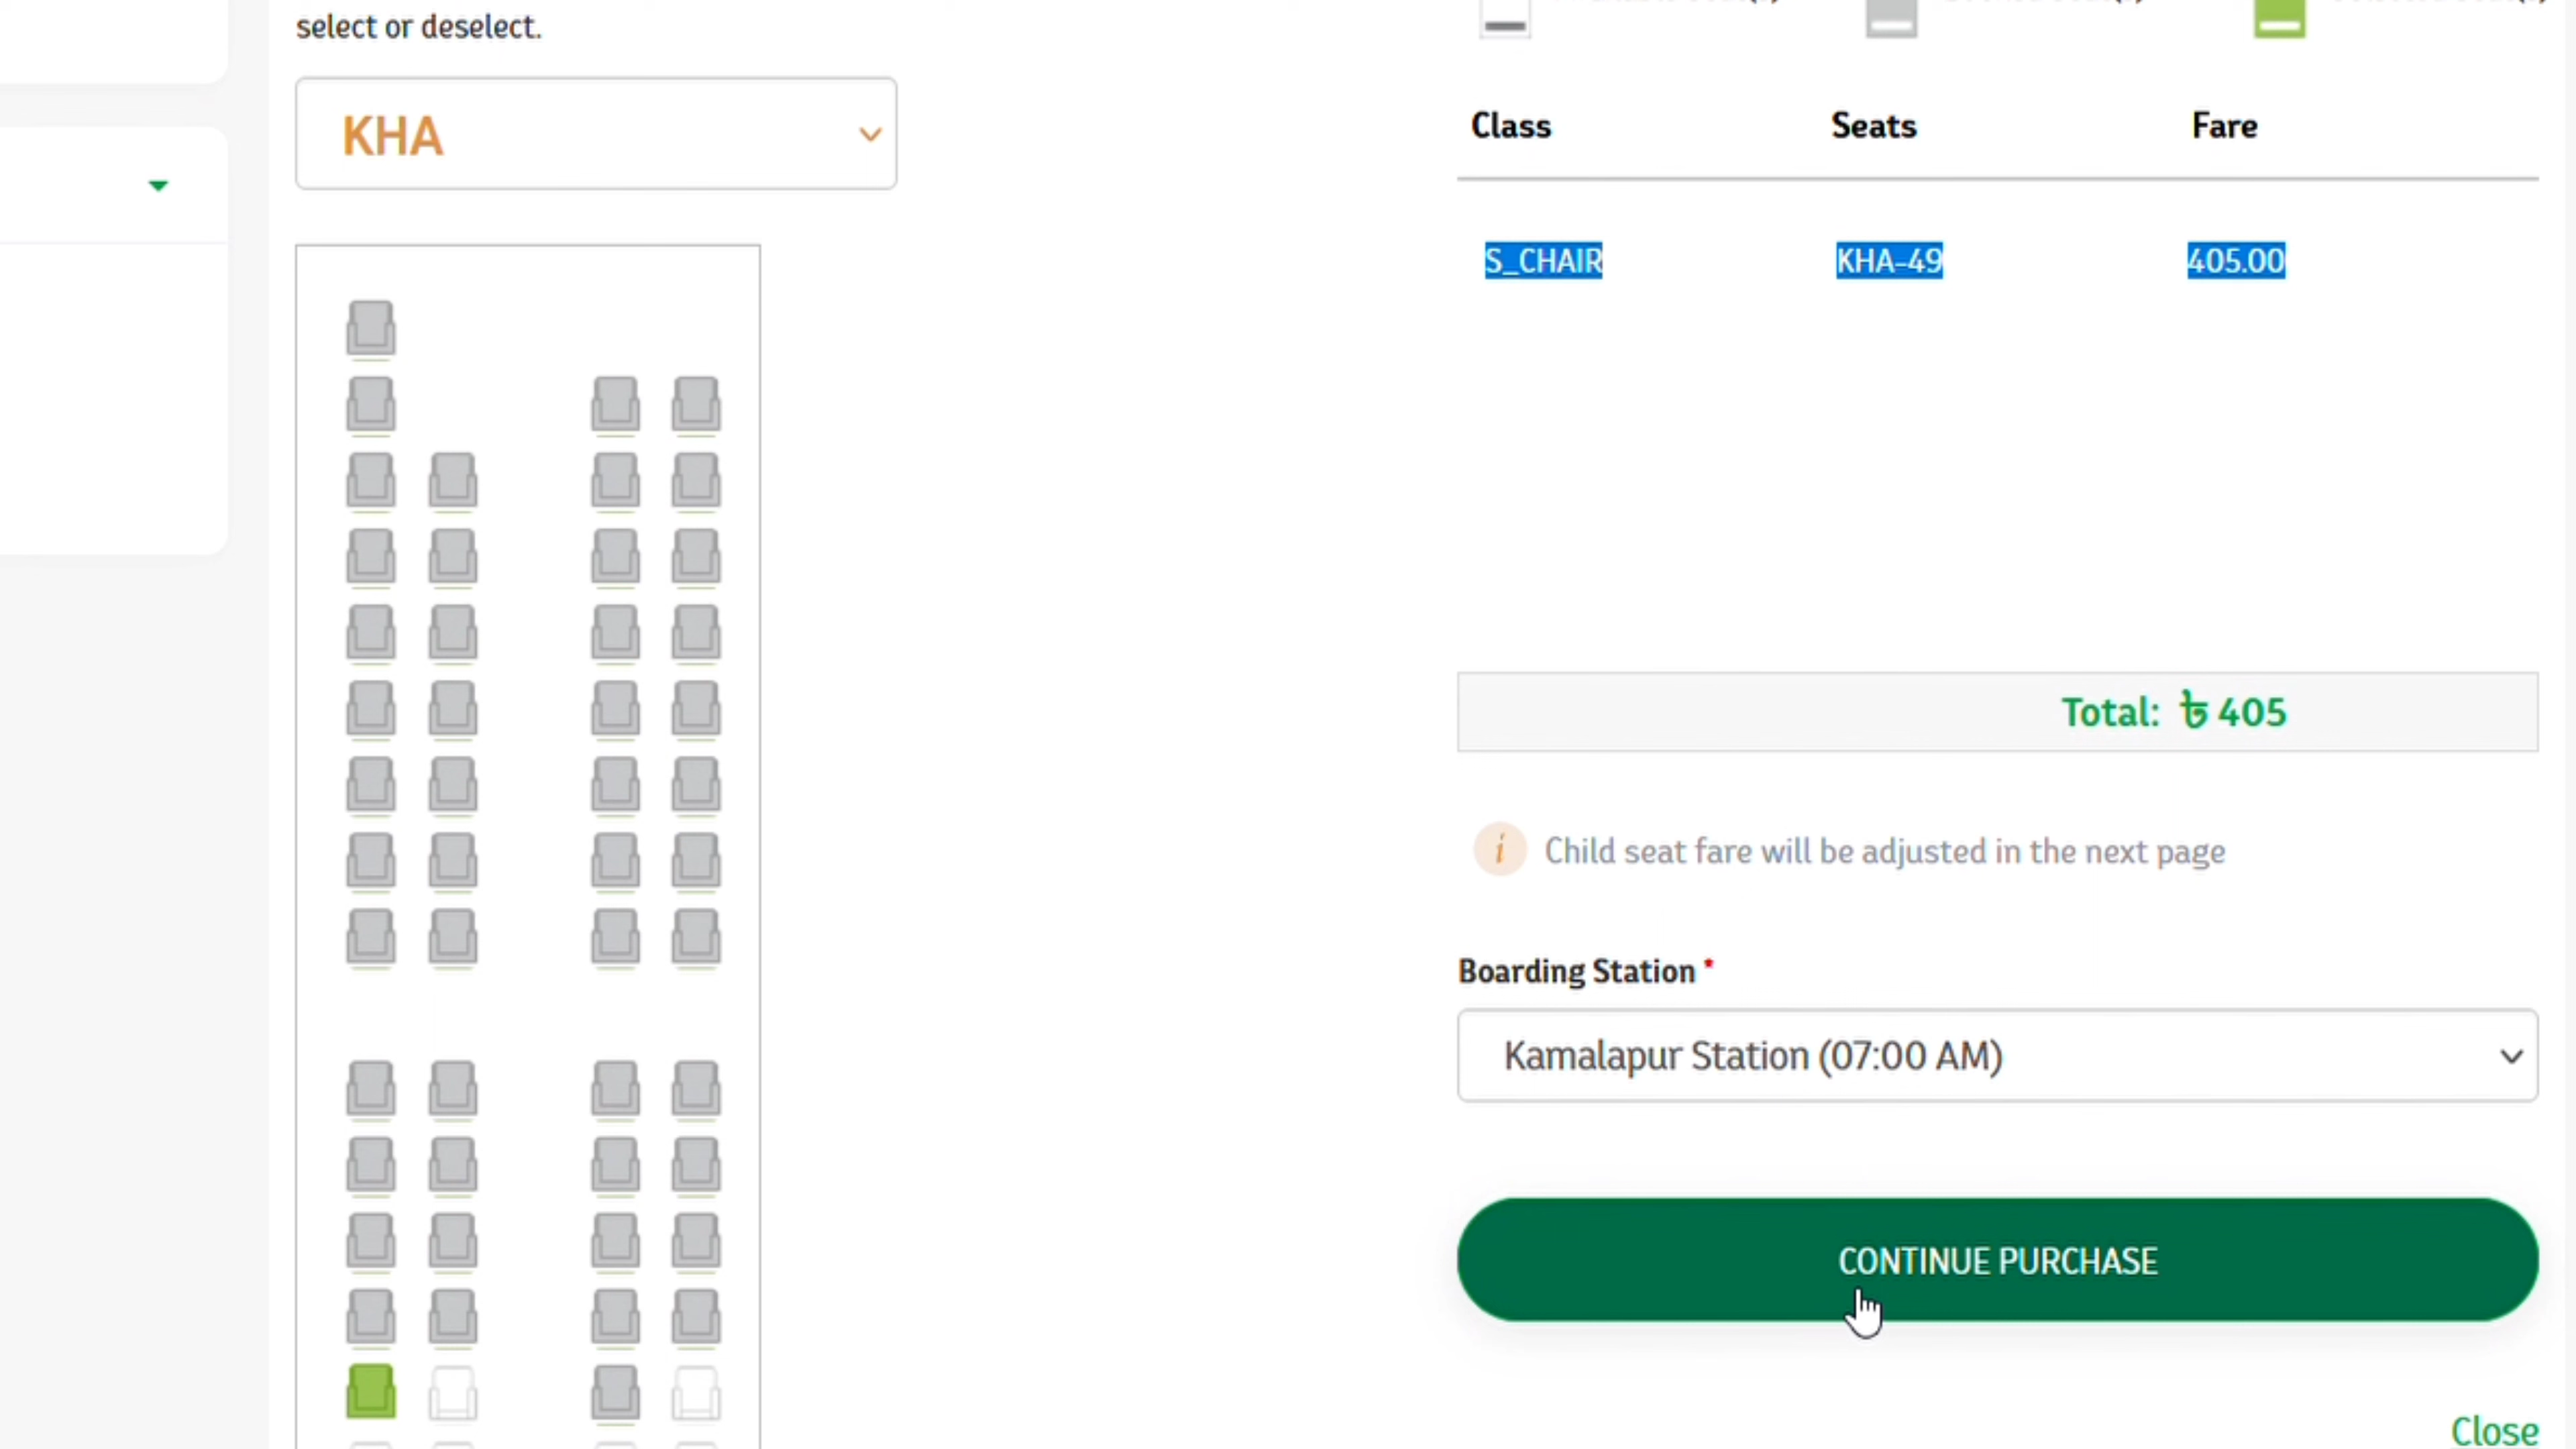 select or deselect.
KHA
Class Seats Fare
S_CHAIR KHA-49 405.00
Total: ৳ 405
i Child seat fare will be adjusted in the next page
Boarding Station *
Kamalapur Station (07:00 AM)
CONTINUE PURCHASE
Close